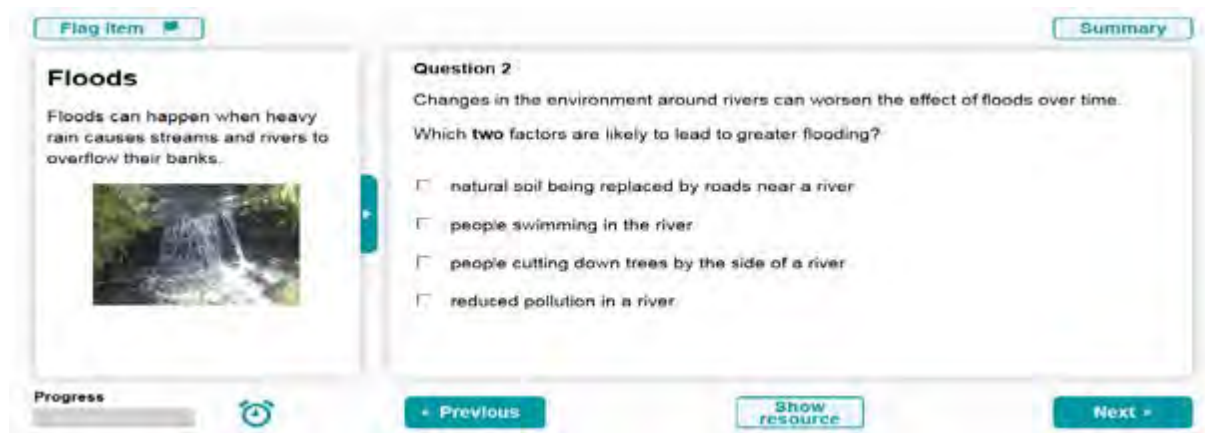 Flag item
Summary
Floods
Floods can happen when heavy
rain causes streams and rivers to
overflow their banks.
Question 2
Changes in the environment around rivers can worsen the effect of floods over time.
Which two factors are likely to lead to greater flooding?
natural soil being replaced by roads near a river
people swimming in the river
people cutting down trees by the side of a river
reduced pollution in a river
Progress
Previous
Show
resource
Next